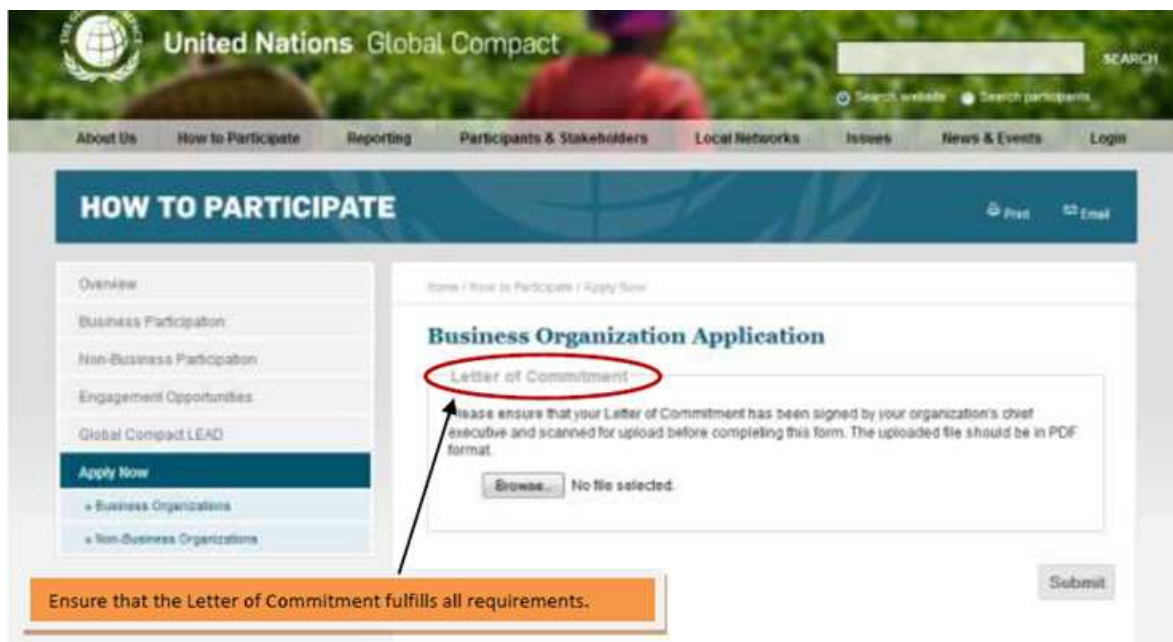 United Nations Global Compact
SEARCH
Search website Search participants
About Us How to Participate Reporting Participants & Stakeholders Local Networks Issues News & Events Login
HOW TO PARTICIPATE
Print Email
Overview
Business Participation
Non-Business Participation
Engagement Opportunities
Global Compact LEAD
Apply Now
» Business Organizations
» Non-Business Organizations
Home / How to Participate / Apply Now
Business Organization Application
Letter of Commitment
Please ensure that your Letter of Commitment has been signed by your organization's chief
executive and scanned for upload before completing this form. The uploaded file should be in PDF
format.
Browse... No file selected.
Submit
Ensure that the Letter of Commitment fulfills all requirements.